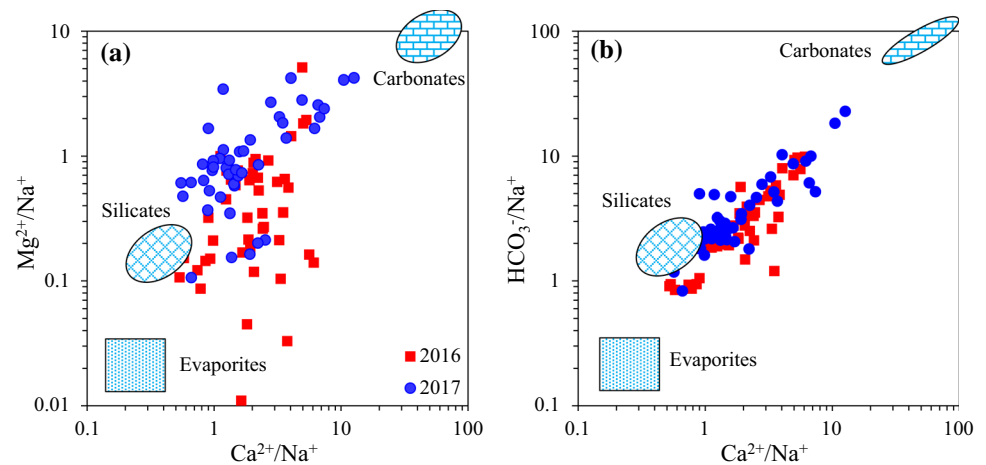 (a)
Carbonates
Silicates
Evaporites
2016
2017
10
1
0.1
0.01
0.1
1
10
100
Mg²⁺/Na⁺
Ca²⁺/Na⁺
(b)
Carbonates
Silicates
Evaporites
100
10
1
0.1
0.1
1
10
100
HCO₃⁻/Na⁺
Ca²⁺/Na⁺